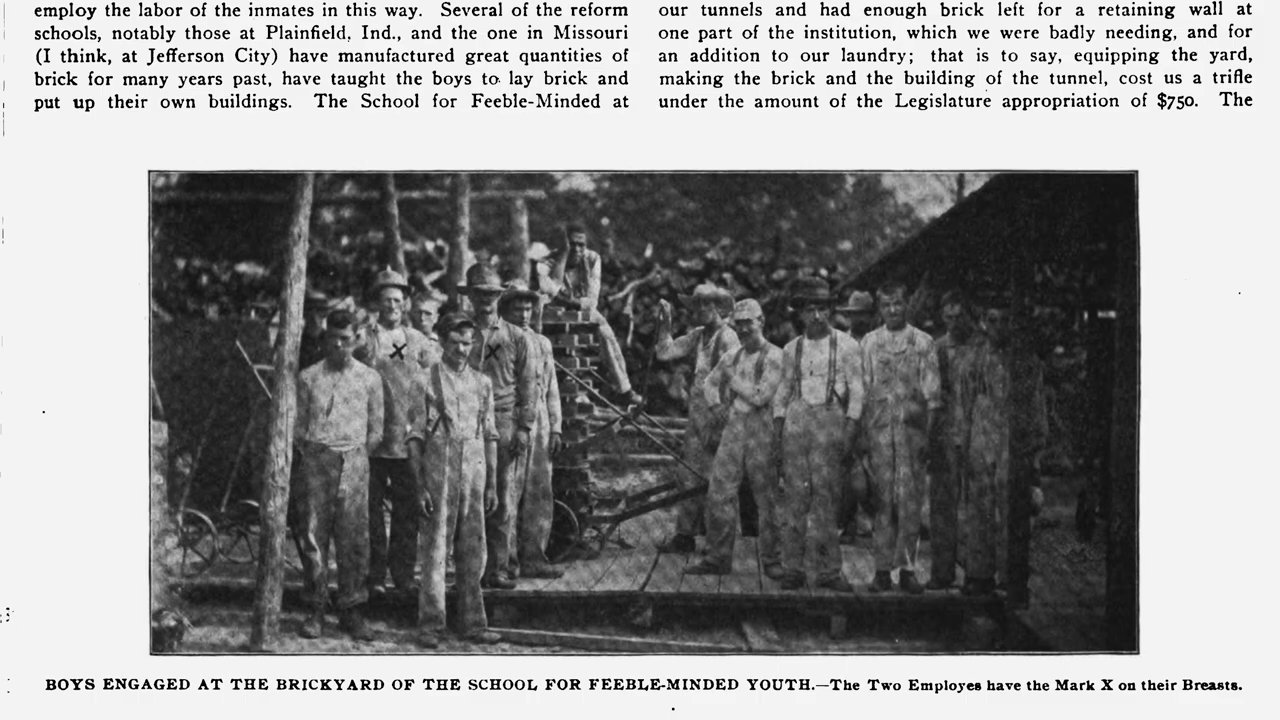 employ the labor of the inmates in this way. Several of the reform
schools, notably those at Plainfield, Ind., and the one in Missouri
(I think, at Jefferson City) have manufactured great quantities of
brick for many years past, have taught the boys to lay brick and
put up their own buildings. The School for Feeble-Minded at
our tunnels and had enough brick left for a retaining wall at
one part of the institution, which we were badly needing, and for
an addition to our laundry; that is to say, equipping the yard,
making the brick and the building of the tunnel, cost us a trifle
under the amount of the Legislature appropriation of $750. The
X X
BOYS ENGAGED AT THE BRICKYARD OF THE SCHOOL FOR FEEBLE-MINDED YOUTH.—The Two Employes have the Mark X on their Breasts.